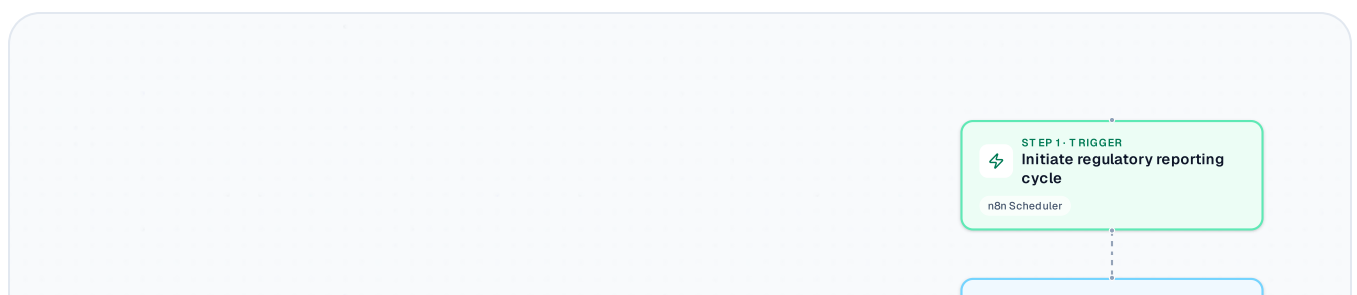 STEP 1 · TRIGGER
Initiate regulatory reporting
cycle
n8n Scheduler